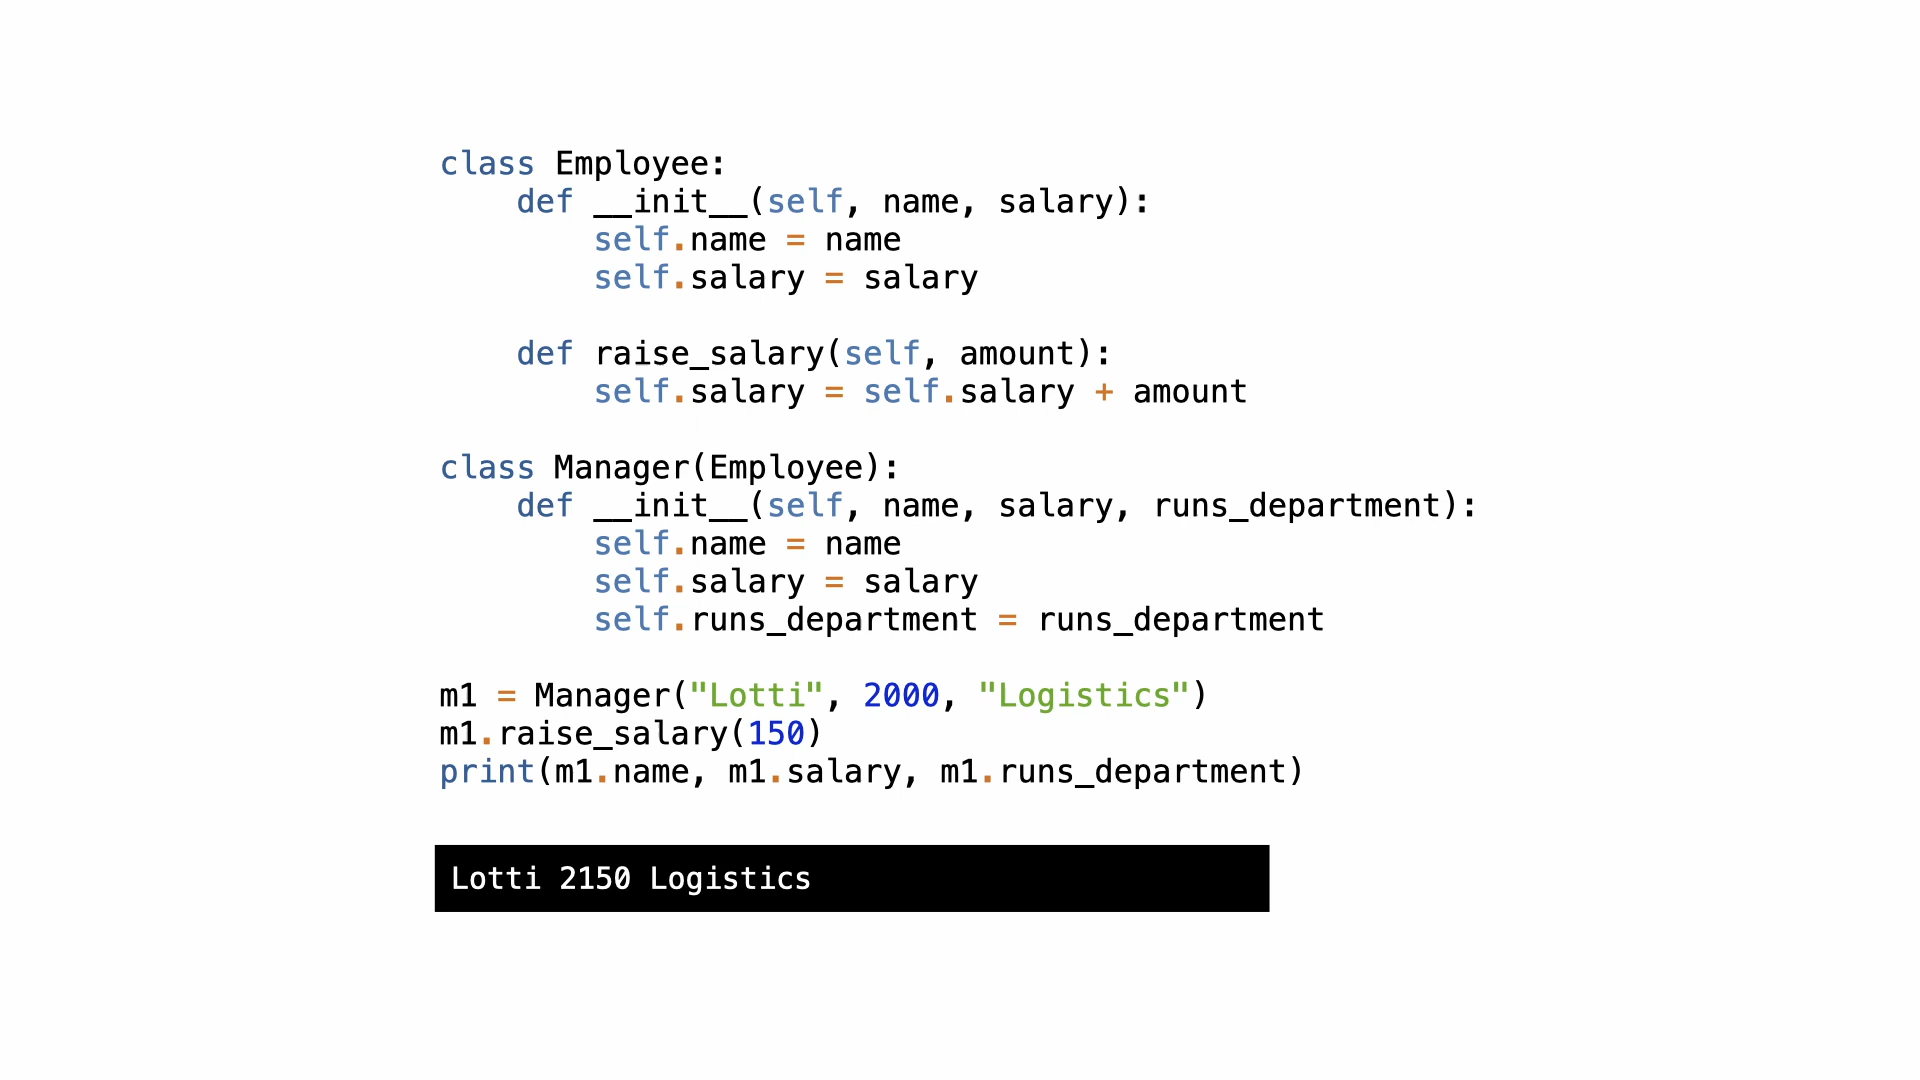 class Employee:
    def __init__(self, name, salary):
        self.name = name
        self.salary = salary
    def raise_salary(self, amount):
        self.salary = self.salary + amount
class Manager(Employee):
    def __init__(self, name, salary, runs_department):
        self.name = name
        self.salary = salary
        self.runs_department = runs_department
m1 = Manager("Lotti", 2000, "Logistics")
m1.raise_salary(150)
print(m1.name, m1.salary, m1.runs_department)
Lotti 2150 Logistics